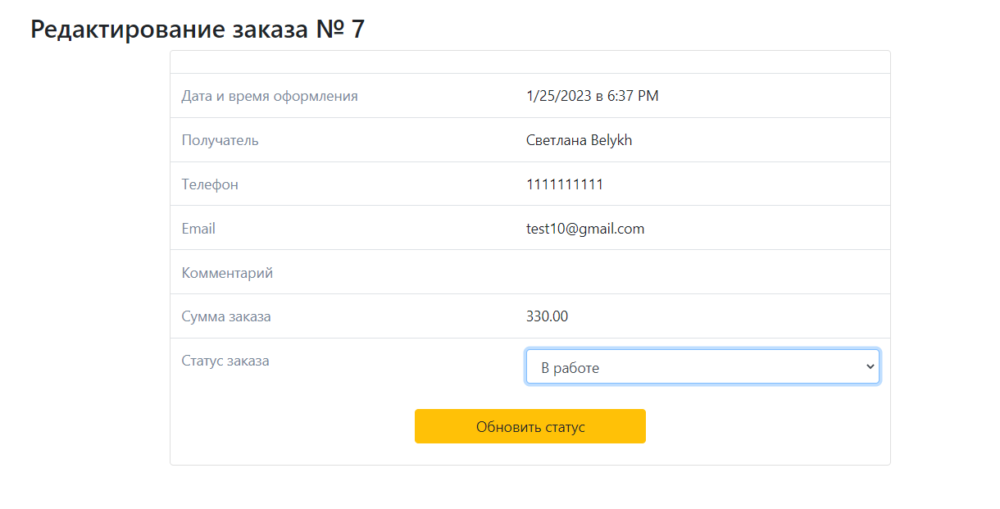 Редактирование заказа № 7
Дата и время оформления 1/25/2023 в 6:37 PM
Получатель Светлана Belykh
Телефон 1111111111
Email test10@gmail.com
Комментарий
Сумма заказа 330.00
Статус заказа В работе
Обновить статус